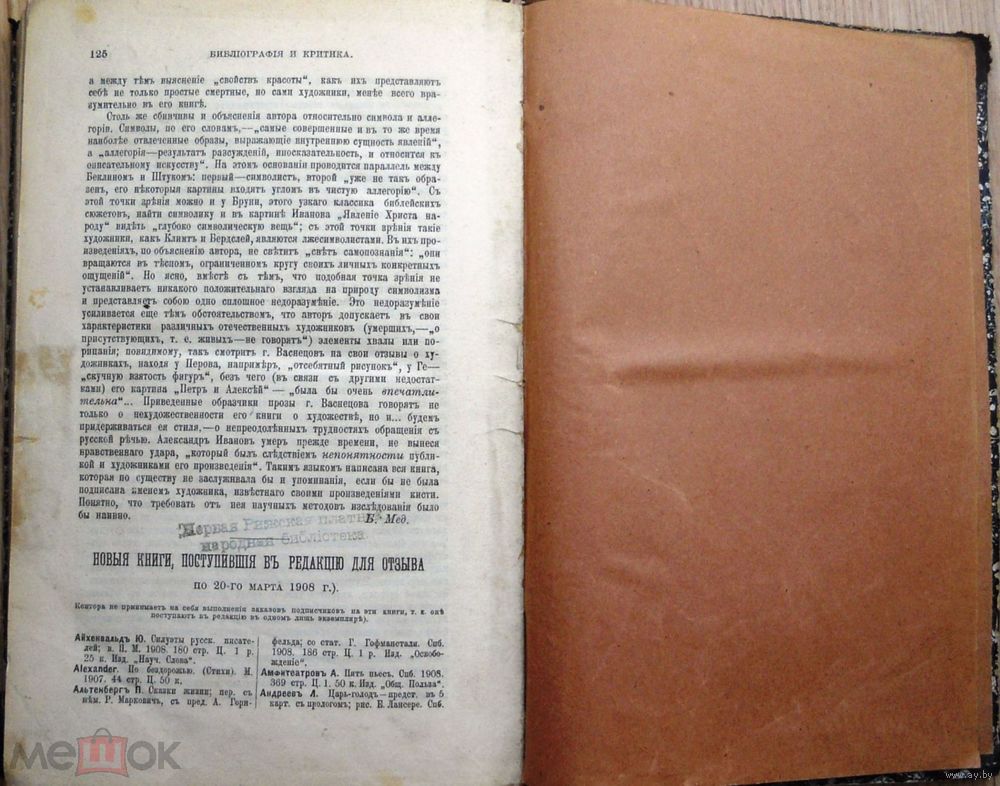 125
БИБЛІОГРАФІЯ И КРИТИКА.
а между тѣмъ выясненіе „свойствъ красоты“, какъ ихъ представляютъ
себѣ не только простые смертные, но сами художники, менѣе всего вра-
зумительно въ его книгѣ.
Столь же сбивчивы и объясненія автора относительно символа и алле-
горіи. Символы, по его словамъ,—„самые совершенные и въ то же время
наиболѣе отвлеченные образы, выражающіе внутреннюю сущность явленій“,
а „аллегорія—результатъ разсужденій, иносказательность, и относится къ
описательному искусству“. На этомъ основаніи проводится параллель между
Беклиномъ и Штукомъ: первый—символистъ, второй „уже не такъ обра-
зенъ, его нѣкоторыя картины входятъ угломъ въ чистую аллегорію“. Съ
этой точки зрѣнія можно и у Бруни, этого узкаго классика библейскихъ
сюжетовъ, найти символику и въ картинѣ Иванова „Явленіе Христа на-
роду“ видѣть „глубоко символическую вещь“; съ этой точки зрѣнія такіе
художники, какъ Климтъ и Бердслей, являются лжесимволистами. Въ ихъ про-
изведеніяхъ, по объясненію автора, не свѣтитъ „свѣтъ самопознанія“: „они
вращаются въ тѣсномъ, ограниченномъ кругу своихъ личныхъ конкретныхъ
ощущеній“. Но ясно, вмѣстѣ съ тѣмъ, что подобная точка зрѣнія не
устанавливаетъ никакого положительнаго взгляда на природу символизма
и представляетъ собою одно сплошное недоразумѣніе. Это недоразумѣніе
усиливается еще тѣмъ обстоятельствомъ, что авторъ допускаетъ въ свои
характеристики различныхъ отечественныхъ художниковъ (умершихъ,—„о
присутствующихъ, т. е. живыхъ—не говорятъ“) элементы хвалы или по-
рицанія; повидимому, такъ смотритъ г. Васнецовъ на свои отзывы о ху-
дожникахъ, находя у Перова, напримѣръ, „отсебятный рисунокъ“, у Ге—
—„скучную взятость фигуръ“, безъ чего (въ связи съ другими недостат-
ками) его картина „Петръ и Алексѣй“ — „была бы очень впечатли-
тельна“... Приведенные образчики прозы г. Васнецова говорятъ не
только о нехудожественности его книги о художествѣ, но и... будемъ
придерживаться ея стиля,—о непреодолѣнныхъ трудностяхъ обращенія съ
русской рѣчью. Александръ Ивановъ умеръ прежде времени, не вынеся
нравственнаго удара, „который былъ слѣдствіемъ непонятности публи-
кой и художниками его произведенія“. Такимъ языкомъ написана вся книга,
которая по существу не заслуживала бы и упоминанія, если бы не была
подписана именемъ художника, извѣстнаго своими произведеніями кисти.
Понятно, что требовать отъ нея научныхъ методовъ изслѣдованія было
бы наивно.
Б. Мед.
Первая Рижская платн
народная библіотека
НОВЫЯ КНИГИ, ПОСТУПИВШІЯ ВЪ РЕДАКЦІЮ ДЛЯ ОТЗЫВА
ПО 20-ГО МАРТА 1908 Г.).
Контора не принимаетъ на себя выполненія заказовъ подписчиковъ на эти книги, т. к. онѣ
поступаютъ въ редакцію въ одномъ лишь экземплярѣ).
Айхенвальдъ Ю. Силуэты русск. писате-
лей; в. II. М. 1908. 180 стр. Ц. 1 р.
25 к. Изд. „Науч. Слова“.
Alexander. По бездорожью. (Стихи). М.
1907. 44 стр. Ц. 50 к.
Альтенбергъ П. Сказки жизни; пер. съ
нѣм. Р. Марковичъ, съ пред. А. Горн-
фельда; со стат. Г. Гофмансталя. Спб.
1908. 186 стр. Ц. 1 р. Изд. „Освобо-
жденіе“.
Амфитеатровъ А. Пять пьесъ. Спб. 1908.
369 стр. Ц. 1. 50 к. Изд. „Общ. Польза“.
Андреевъ Л. Царь-голодъ—предст. въ 5
карт. съ прологомъ; рис. Е. Лансере. Спб.
мешок
www.ay.by